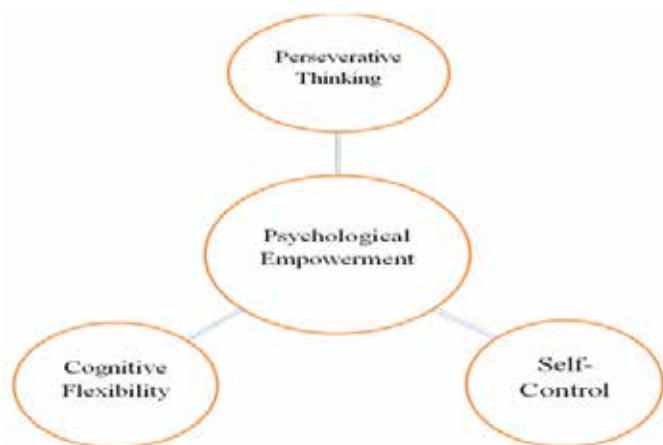 Perseverative
Thinking
Psychological
Empowerment
Cognitive
Flexibility
Self-
Control